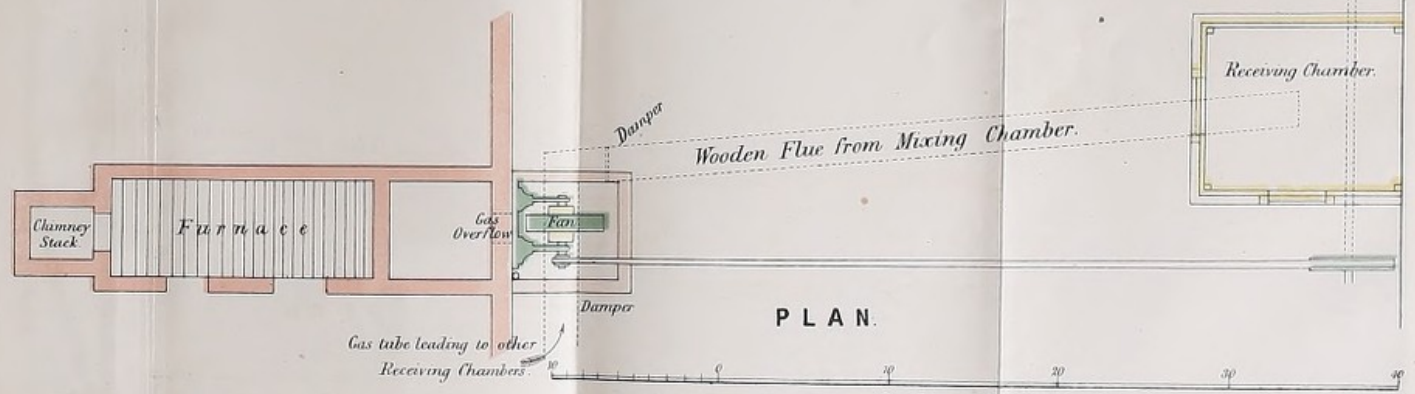 Receiving Chamber.
Damper
Wooden Flue from Mixing Chamber.
Chimney
Stack
Furnace
Gas
Overflow
Fan
Damper
PLAN.
Gas tube leading to other
Receiving Chambers.
10 0 10 20 30 40